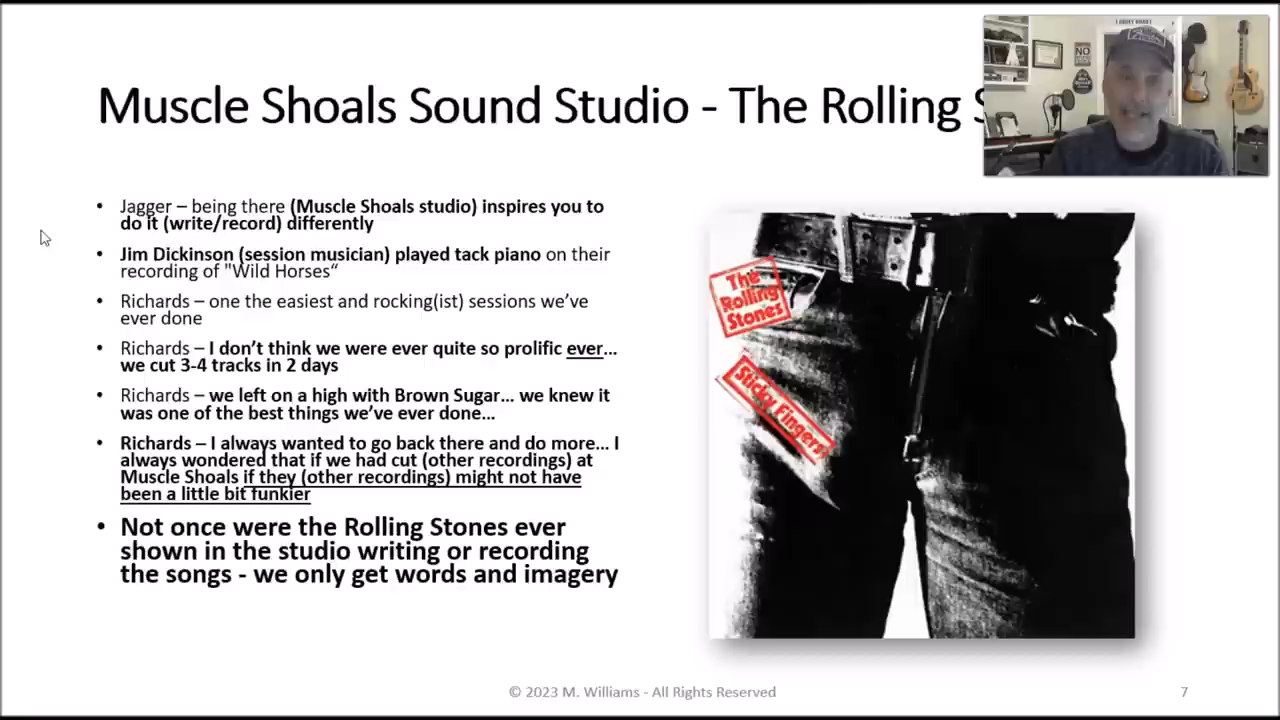 Muscle Shoals Sound Studio - The Rolling S
• Jagger – being there (Muscle Shoals studio) inspires you to
do it (write/record) differently
• Jim Dickinson (session musician) played tack piano on their
recording of "Wild Horses“
• Richards – one the easiest and rocking(ist) sessions we’ve
ever done
• Richards – I don’t think we were ever quite so prolific ever...
we cut 3-4 tracks in 2 days
• Richards – we left on a high with Brown Sugar... we knew it
was one of the best things we’ve ever done...
• Richards – I always wanted to go back there and do more... I
always wondered that if we had cut (other recordings) at
Muscle Shoals if they (other recordings) might not have
been a little bit funkier
• Not once were the Rolling Stones ever
shown in the studio writing or recording
the songs - we only get words and imagery
The
Rolling
Stones
Sticky Fingers
NO
© 2023 M. Williams - All Rights Reserved
7